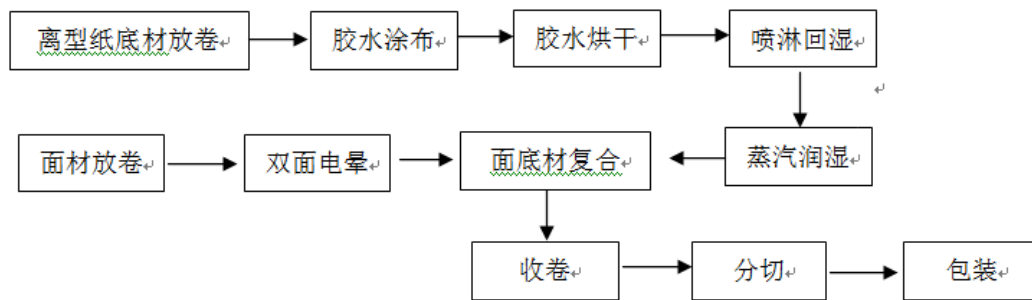 离型纸底材放卷
胶水涂布
胶水烘干
喷淋回湿
面材放卷
双面电晕
面底材复合
蒸汽润湿
收卷
分切
包装